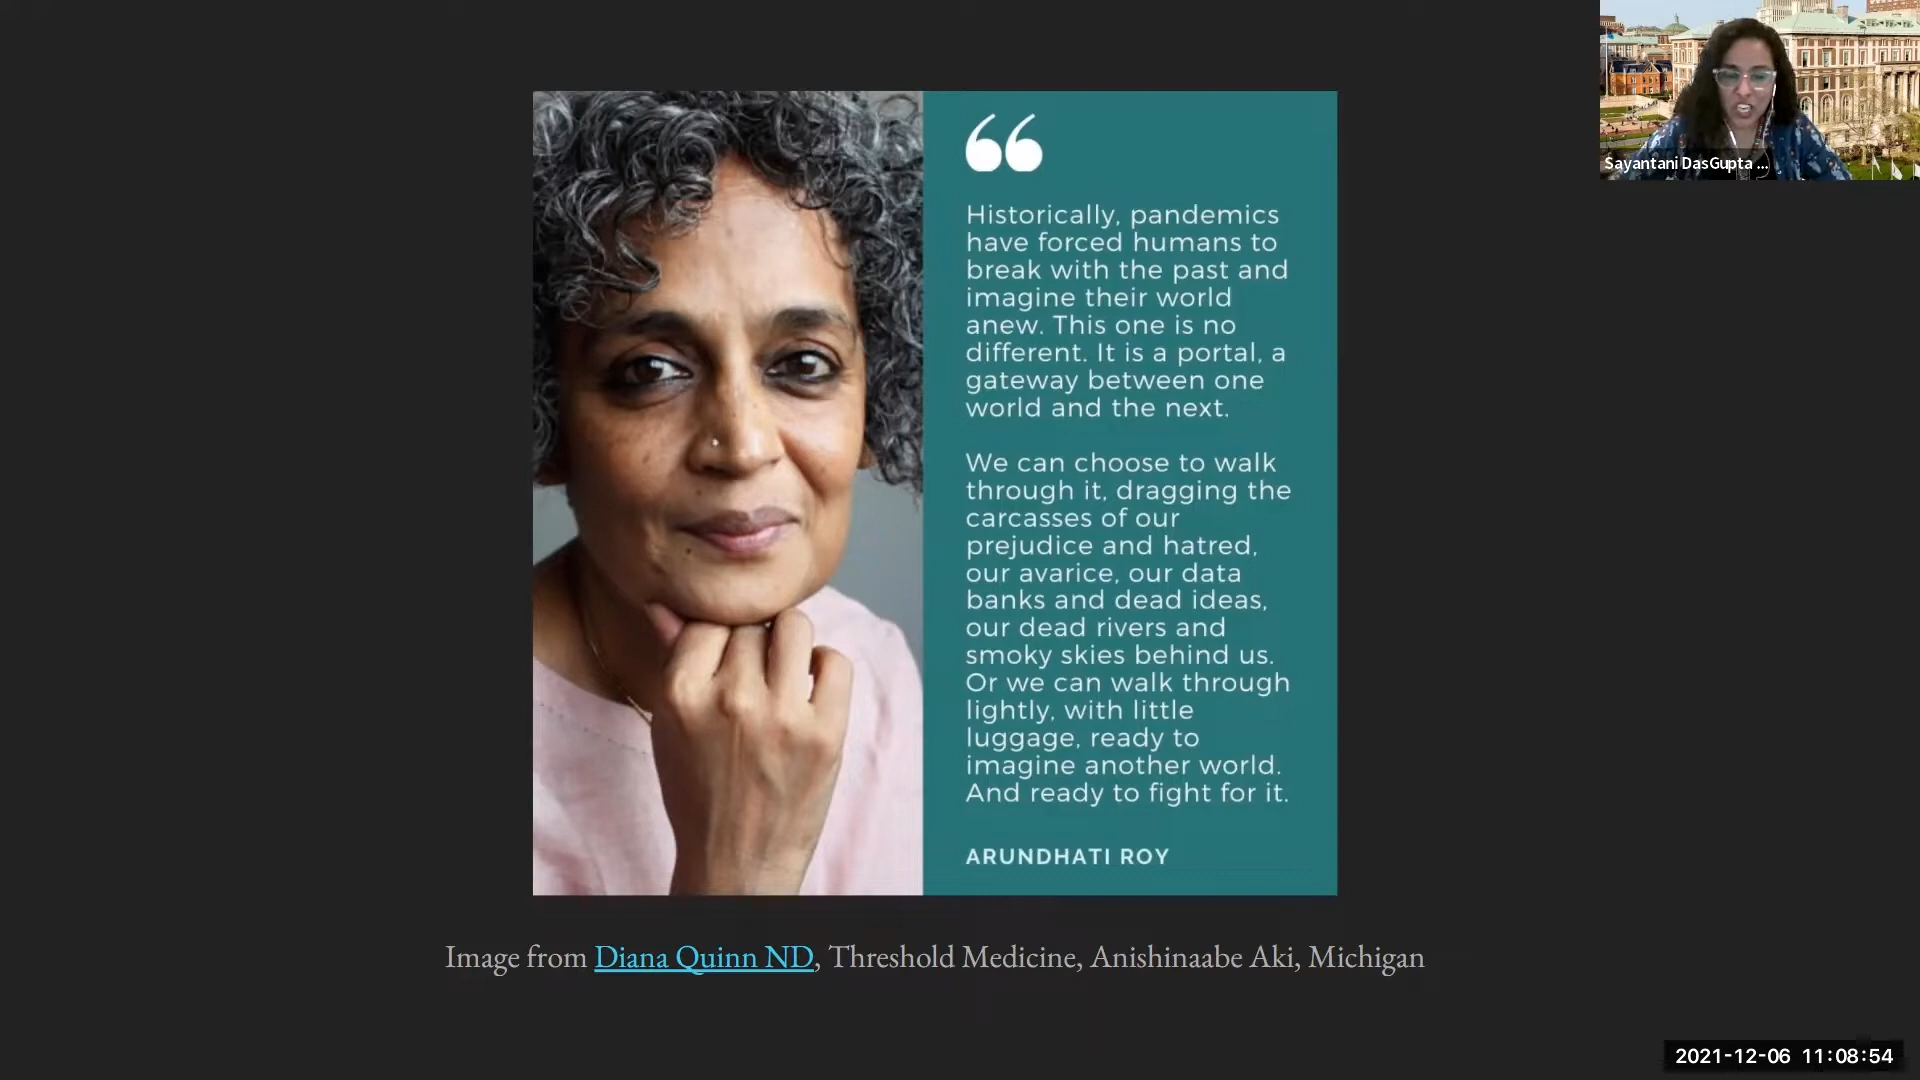 Sayantani DasGupta ...
“
Historically, pandemics
have forced humans to
break with the past and
imagine their world
anew. This one is no
different. It is a portal, a
gateway between one
world and the next.
We can choose to walk
through it, dragging the
carcasses of our
prejudice and hatred,
our avarice, our data
banks and dead ideas,
our dead rivers and
smoky skies behind us.
Or we can walk through
lightly, with little
luggage, ready to
imagine another world.
And ready to fight for it.
ARUNDHATI ROY
Image from Diana Quinn ND, Threshold Medicine, Anishinaabe Aki, Michigan
2021-12-06 11:08:54